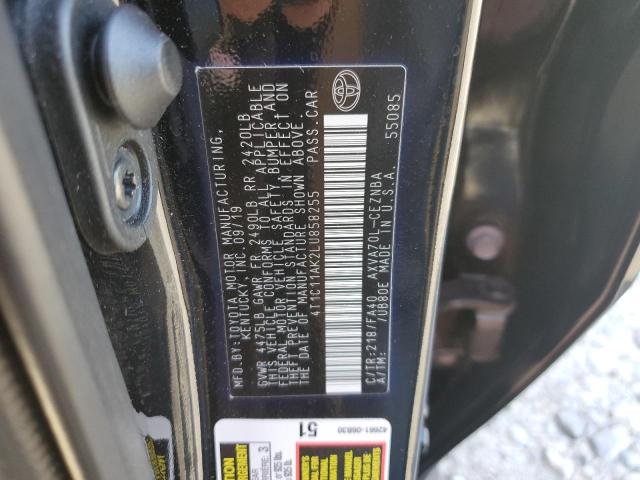 MFD. BY: TOYOTA MOTOR MANUFACTURING,
KENTUCKY, INC. 09/19
GVWR 4475LB GAWR FR 2490LB RR 2420LB
THIS VEHICLE CONFORMS TO ALL APPLICABLE
FEDERAL MOTOR VEHICLE SAFETY, BUMPER, AND
THEFT PREVENTION STANDARDS IN EFFECT ON
THE DATE OF MANUFACTURE SHOWN ABOVE.
4T1C11AK2LU858255 PASS. CAR
C/TR:218/FA40 AXVA70L-CEZNBA
A/TM: /UB80E MADE IN U.S.A.
55085
42661-06B30
51